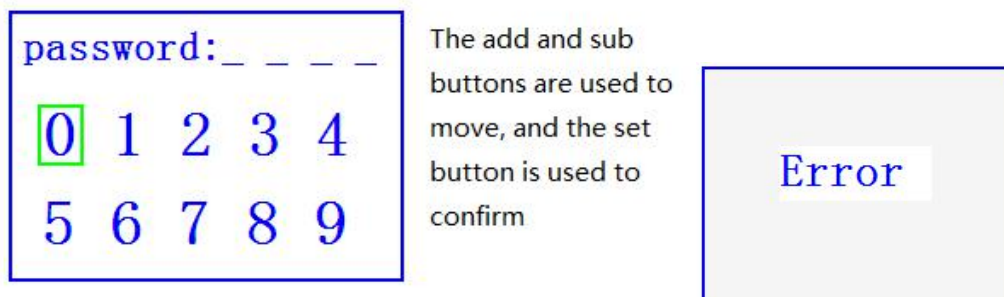 password:_ _ _ _
0 1 2 3 4
5 6 7 8 9
The add and sub
buttons are used to
move, and the set
button is used to
confirm
Error